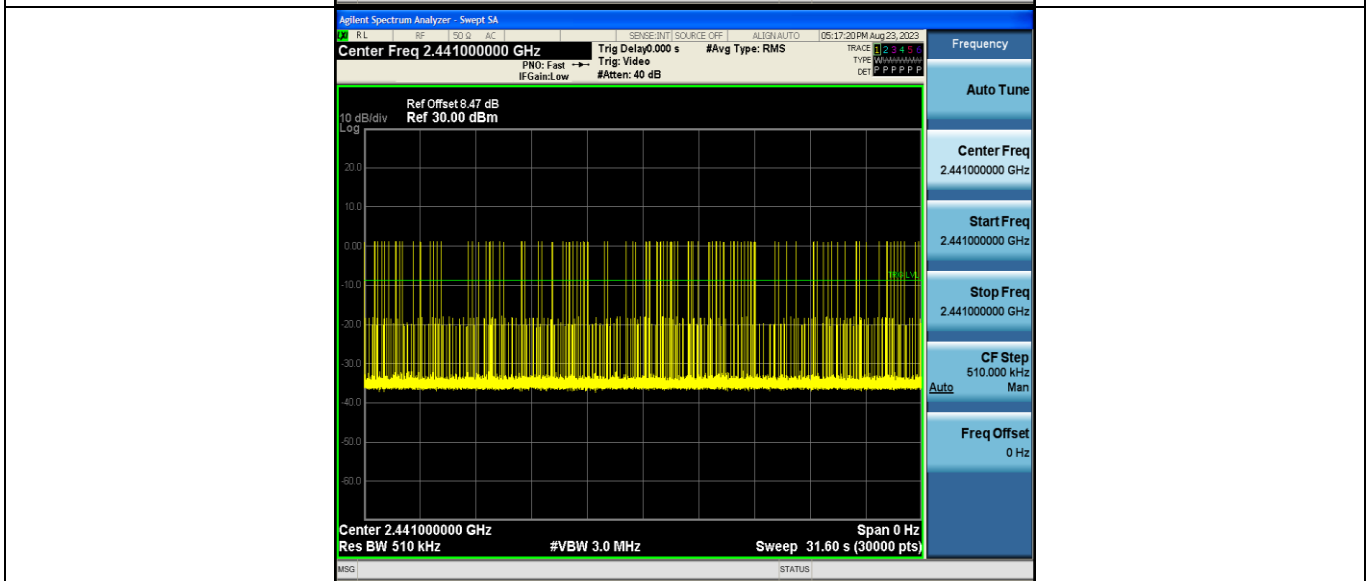 Agilent Spectrum Analyzer - Swept SA
RL RF 50 Ω AC SENSE:INT SOURCE OFF ALIGN AUTO 05:17:20 PM Aug 23, 2023
Center Freq 2.441000000 GHz
PNO: Fast
IFGain:Low
Trig Delay0.000 s
Trig: Video
#Atten: 40 dB
#Avg Type: RMS
TRACE 1 2 3 4 5 6
TYPE
DET P P P P P P
Ref Offset 8.47 dB
10 dB/div Ref 30.00 dBm
Log
20.0
10.0
0.00
TRIG LVL
-10.0
-20.0
-30.0
-40.0
-50.0
-60.0
Center 2.441000000 GHz Span 0 Hz
Res BW 510 kHz #VBW 3.0 MHz Sweep 31.60 s (30000 pts)
MSG STATUS
Frequency
Auto Tune
Center Freq
2.441000000 GHz
Start Freq
2.441000000 GHz
Stop Freq
2.441000000 GHz
CF Step
510.000 kHz
Auto Man
Freq Offset
0 Hz